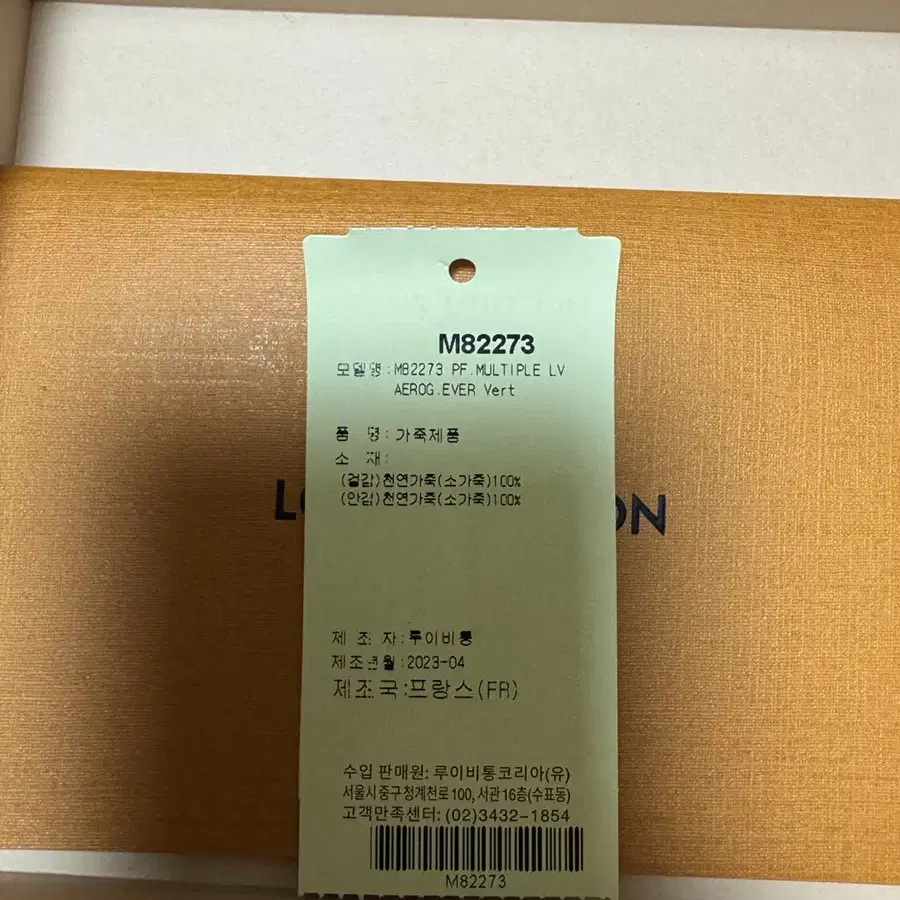 M82273
모델명:M82273 PF.MULTIPLE LV
AEROG.EVER Vert
품 명:가죽제품
소 재:
(겉감)천연가죽(소가죽)100%
(안감)천연가죽(소가죽)100%
L ON
제 조 자:루이비통
제조년월:2023-04
제조국:프랑스(FR)
수입 판매원: 루이비통코리아(유)
서울시 중구 청계천로 100, 서관 16층(수표동)
고객만족센터: (02)3432-1854
M82273